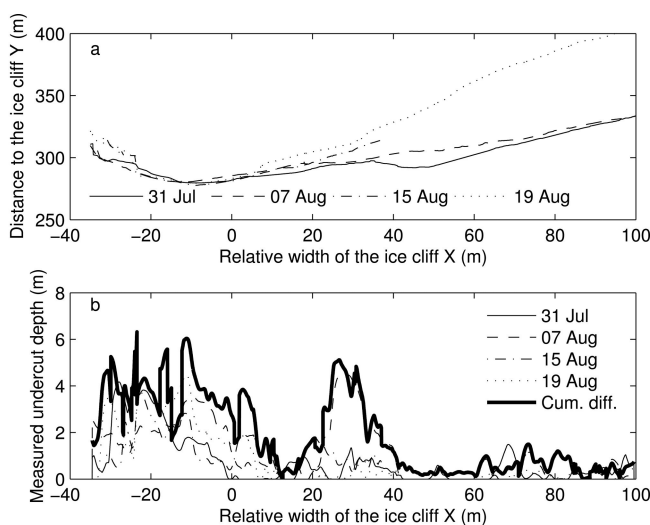 a
Distance to the ice cliff Y (m)
400
350
300
250
31 Jul 07 Aug 15 Aug 19 Aug
−40 −20 0 20 40 60 80 100
Relative width of the ice cliff X (m)
b
Measured undercut depth (m)
8
6
4
2
0
31 Jul
07 Aug
15 Aug
19 Aug
Cum. diff.
−40 −20 0 20 40 60 80 100
Relative width of the ice cliff X (m)